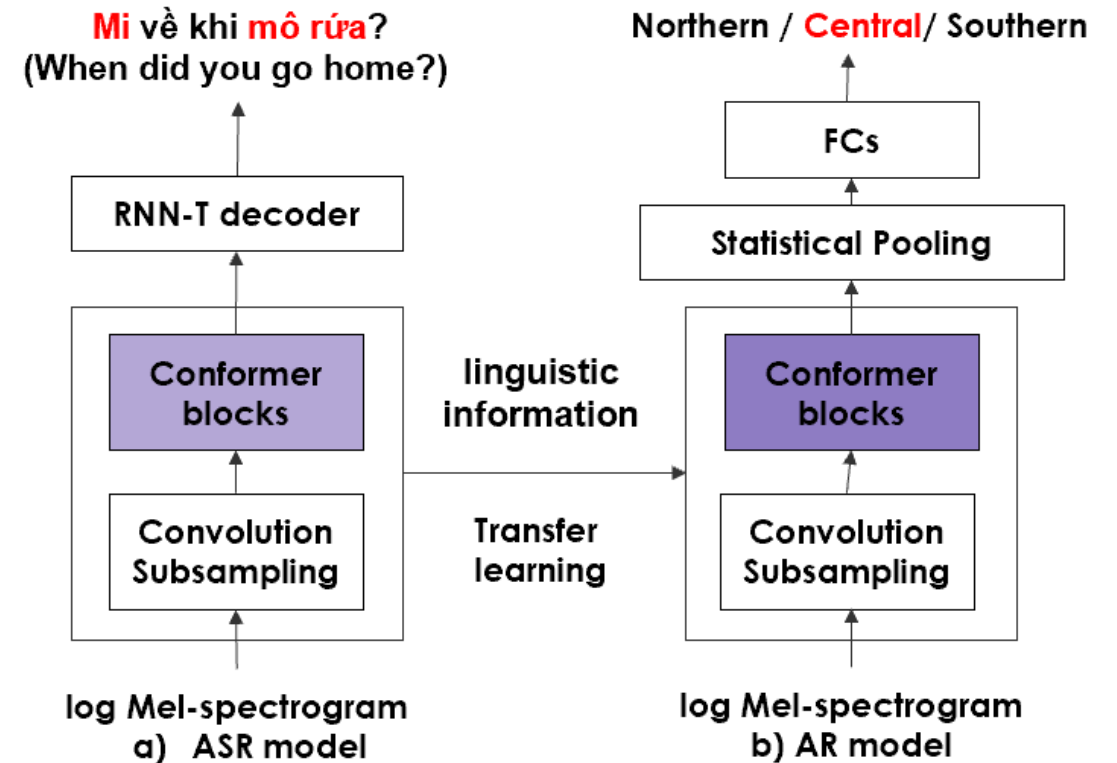 Mi về khi mô rứa?
(When did you go home?)
RNN-T decoder
Conformer
blocks
Convolution
Subsampling
log Mel-spectrogram
a) ASR model
linguistic
information
Transfer
learning
Northern / Central/ Southern
FCs
Statistical Pooling
Conformer
blocks
Convolution
Subsampling
log Mel-spectrogram
b) AR model